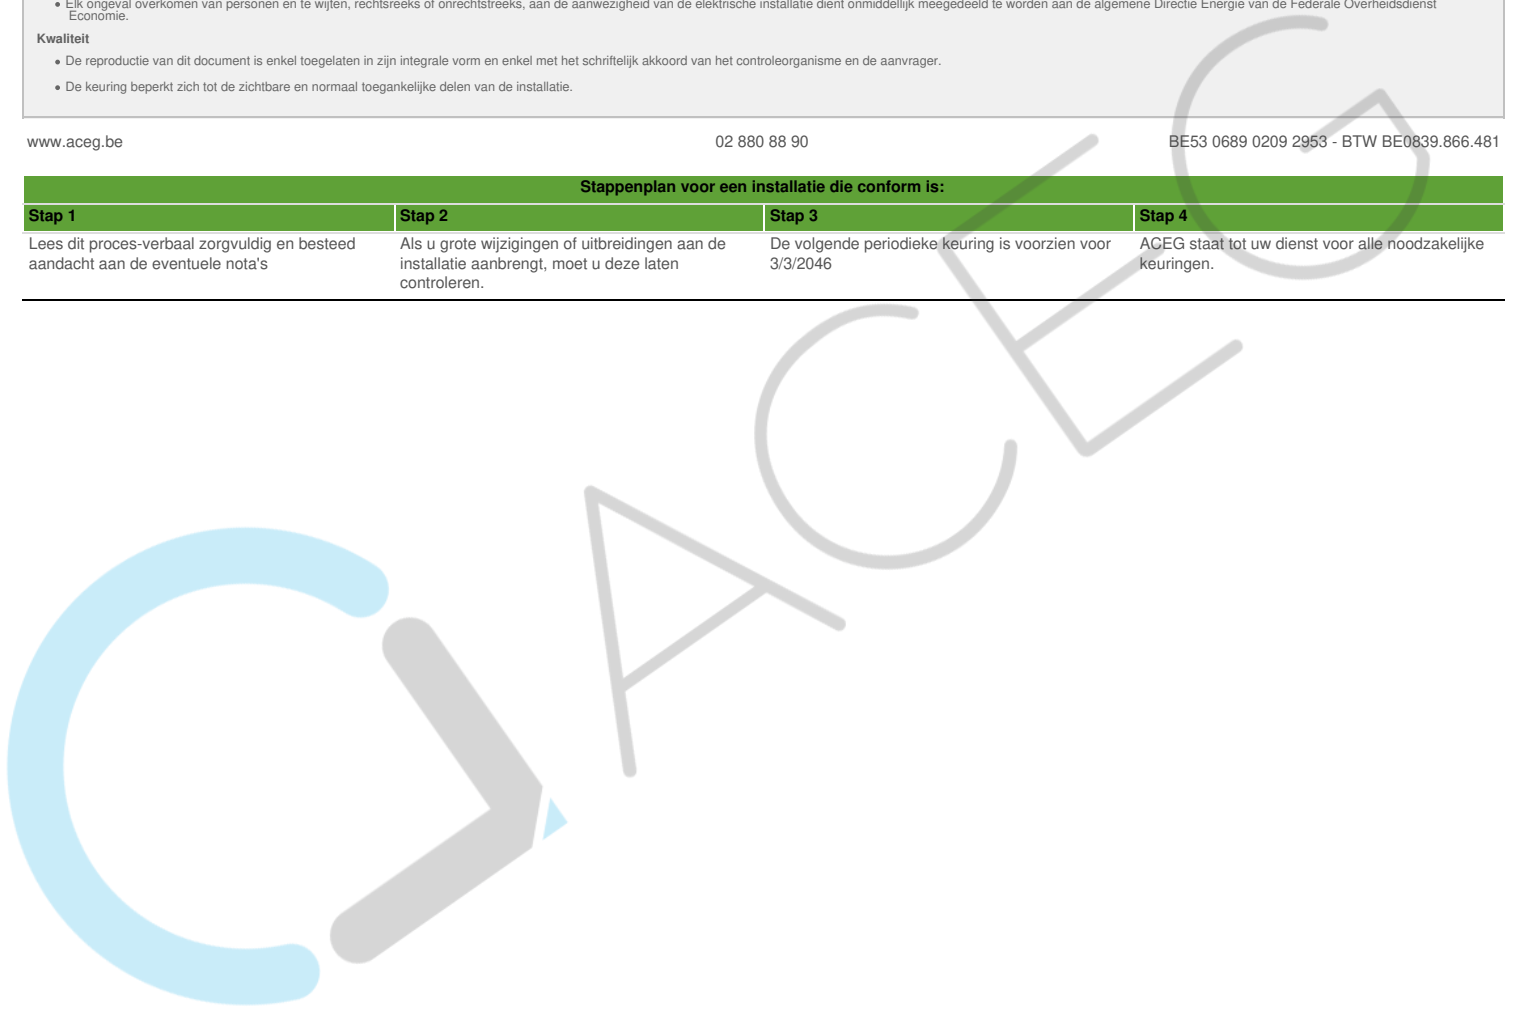 • Elk ongeval overkomen van personen en te wijten, rechtsreeks of onrechtstreeks, aan de aanwezigheid van de elektrische installatie dient onmiddellijk meegedeeld te worden aan de algemene Directie Energie van de Federale Overheidsdienst
Economie.
Kwaliteit
• De reproductie van dit document is enkel toegelaten in zijn integrale vorm en enkel met het schriftelijk akkoord van het controleorganisme en de aanvrager.
• De keuring beperkt zich tot de zichtbare en normaal toegankelijke delen van de installatie.
www.aceg.be 02 880 88 90 BE53 0689 0209 2953 - BTW BE0839.866.481
Stappenplan voor een installatie die conform is:
Stap 1 Stap 2 Stap 3 Stap 4
Lees dit proces-verbaal zorgvuldig en besteed
aandacht aan de eventuele nota's
Als u grote wijzigingen of uitbreidingen aan de
installatie aanbrengt, moet u deze laten
controleren.
De volgende periodieke keuring is voorzien voor
3/3/2046
ACEG staat tot uw dienst voor alle noodzakelijke
keuringen.
ACEG